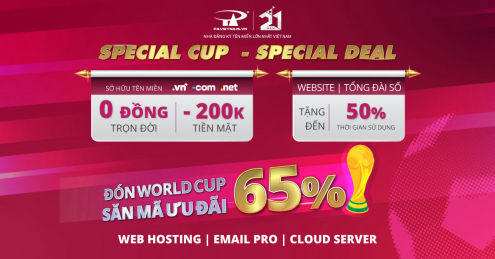 PAVIETNAM.VN
21
NHÀ ĐĂNG KÝ TÊN MIỀN LỚN NHẤT VIỆT NAM
SPECIAL CUP - SPECIAL DEAL
SỞ HỮU TÊN MIỀN .vn .com .net
0 ĐỒNG
TRỌN ĐỜI
- 200K
TIỀN MẶT
WEBSITE | TỔNG ĐÀI SỐ
TẶNG ĐẾN
50%
THỜI GIAN SỬ DỤNG
ĐÓN WORLD CUP
SĂN MÃ ƯU ĐÃI
65%
WEB HOSTING | EMAIL PRO | CLOUD SERVER